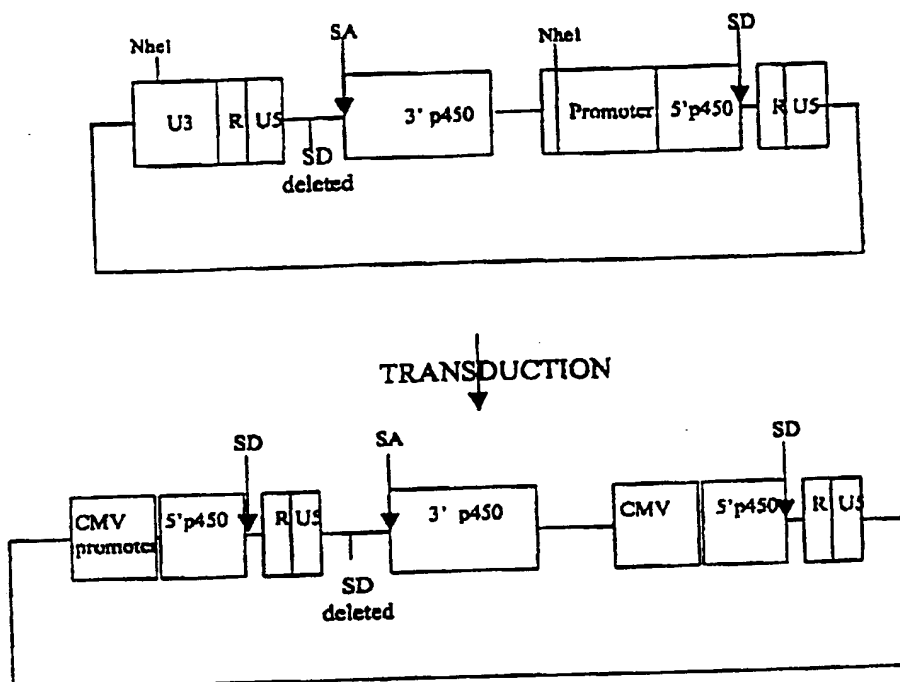 SA
SD
NheI
NheI
U3 R U5 3' p450 Promoter 5'p450 R U5
SD
deleted
TRANSDUCTION
SD
SA
SD
CMV
promoter
5'p450 R U5 3' p450 CMV 5'p450 R U5
SD
deleted